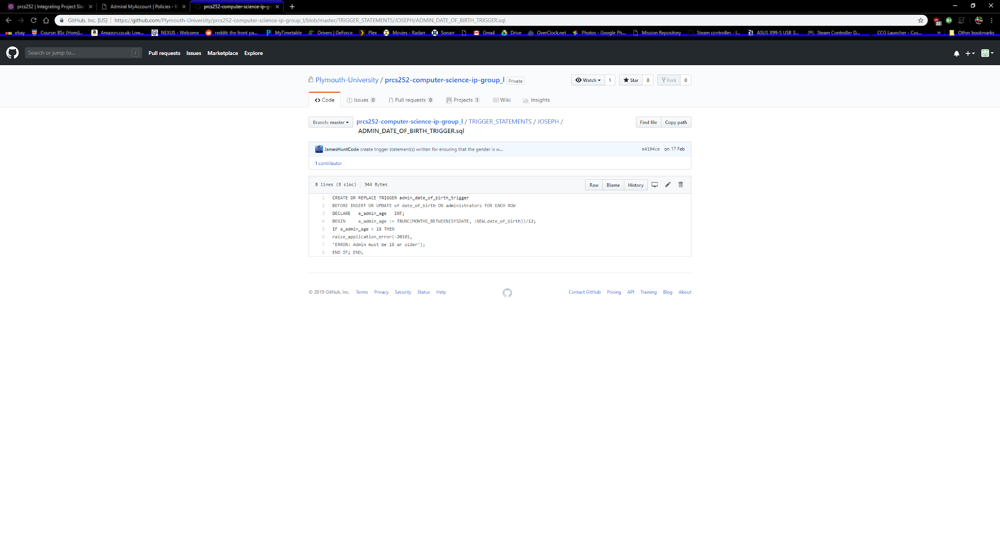 prcs252 | Integrating Project Sla
Admiral MyAccount | Policies - K
prcs252-computer-science-ip-gr
GitHub, Inc. [US] | https://github.com/Plymouth-University/prcs252-computer-science-ip-group_l/blob/master/TRIGGER_STATEMENTS/JOSEPH/ADMIN_DATE_OF_BIRTH_TRIGGER.sql
22
B+
ebay Course: BSc (Hons)... Amazon.co.uk: Low... NEXUS - Welcome reddit: the front pa... MyTimetable Drivers | GeForce Plex Movies - Radarr Sonarr Gmail Drive OverClock.net Photos - Google Ph... Mission Repository Steam controller. · I... ASUS X99-S USB 3... Steam Controller D... CCG Launcher - Cus... » Other bookmarks
Search or jump to... / Pull requests Issues Marketplace Explore
Plymouth-University / prcs252-computer-science-ip-group_l Private
Watch 1 Star 0 Fork 0
Code Issues 0 Pull requests 0 Projects 1 Wiki Insights
Branch: master prcs252-computer-science-ip-group_l / TRIGGER_STATEMENTS / JOSEPH / Find file Copy path
ADMIN_DATE_OF_BIRTH_TRIGGER.sql
JamesHuntCode create trigger statement(s) written for ensuring that the gender is w... e4194ce on 17 Feb
1 contributor
8 lines (8 sloc) 344 Bytes Raw Blame History
1 CREATE OR REPLACE TRIGGER admin_date_of_birth_trigger
2 BEFORE INSERT OR UPDATE of date_of_birth ON administrators FOR EACH ROW
3 DECLARE a_admin_age INT;
4 BEGIN a_admin_age := TRUNC(MONTHS_BETWEEN(SYSDATE, :NEW.date_of_birth))/12;
5 IF a_admin_age < 18 THEN
6 raise_application_error(-20101,
7 'ERROR: Admin must be 18 or older');
8 END IF; END;
© 2019 GitHub, Inc. Terms Privacy Security Status Help Contact GitHub Pricing API Training Blog About